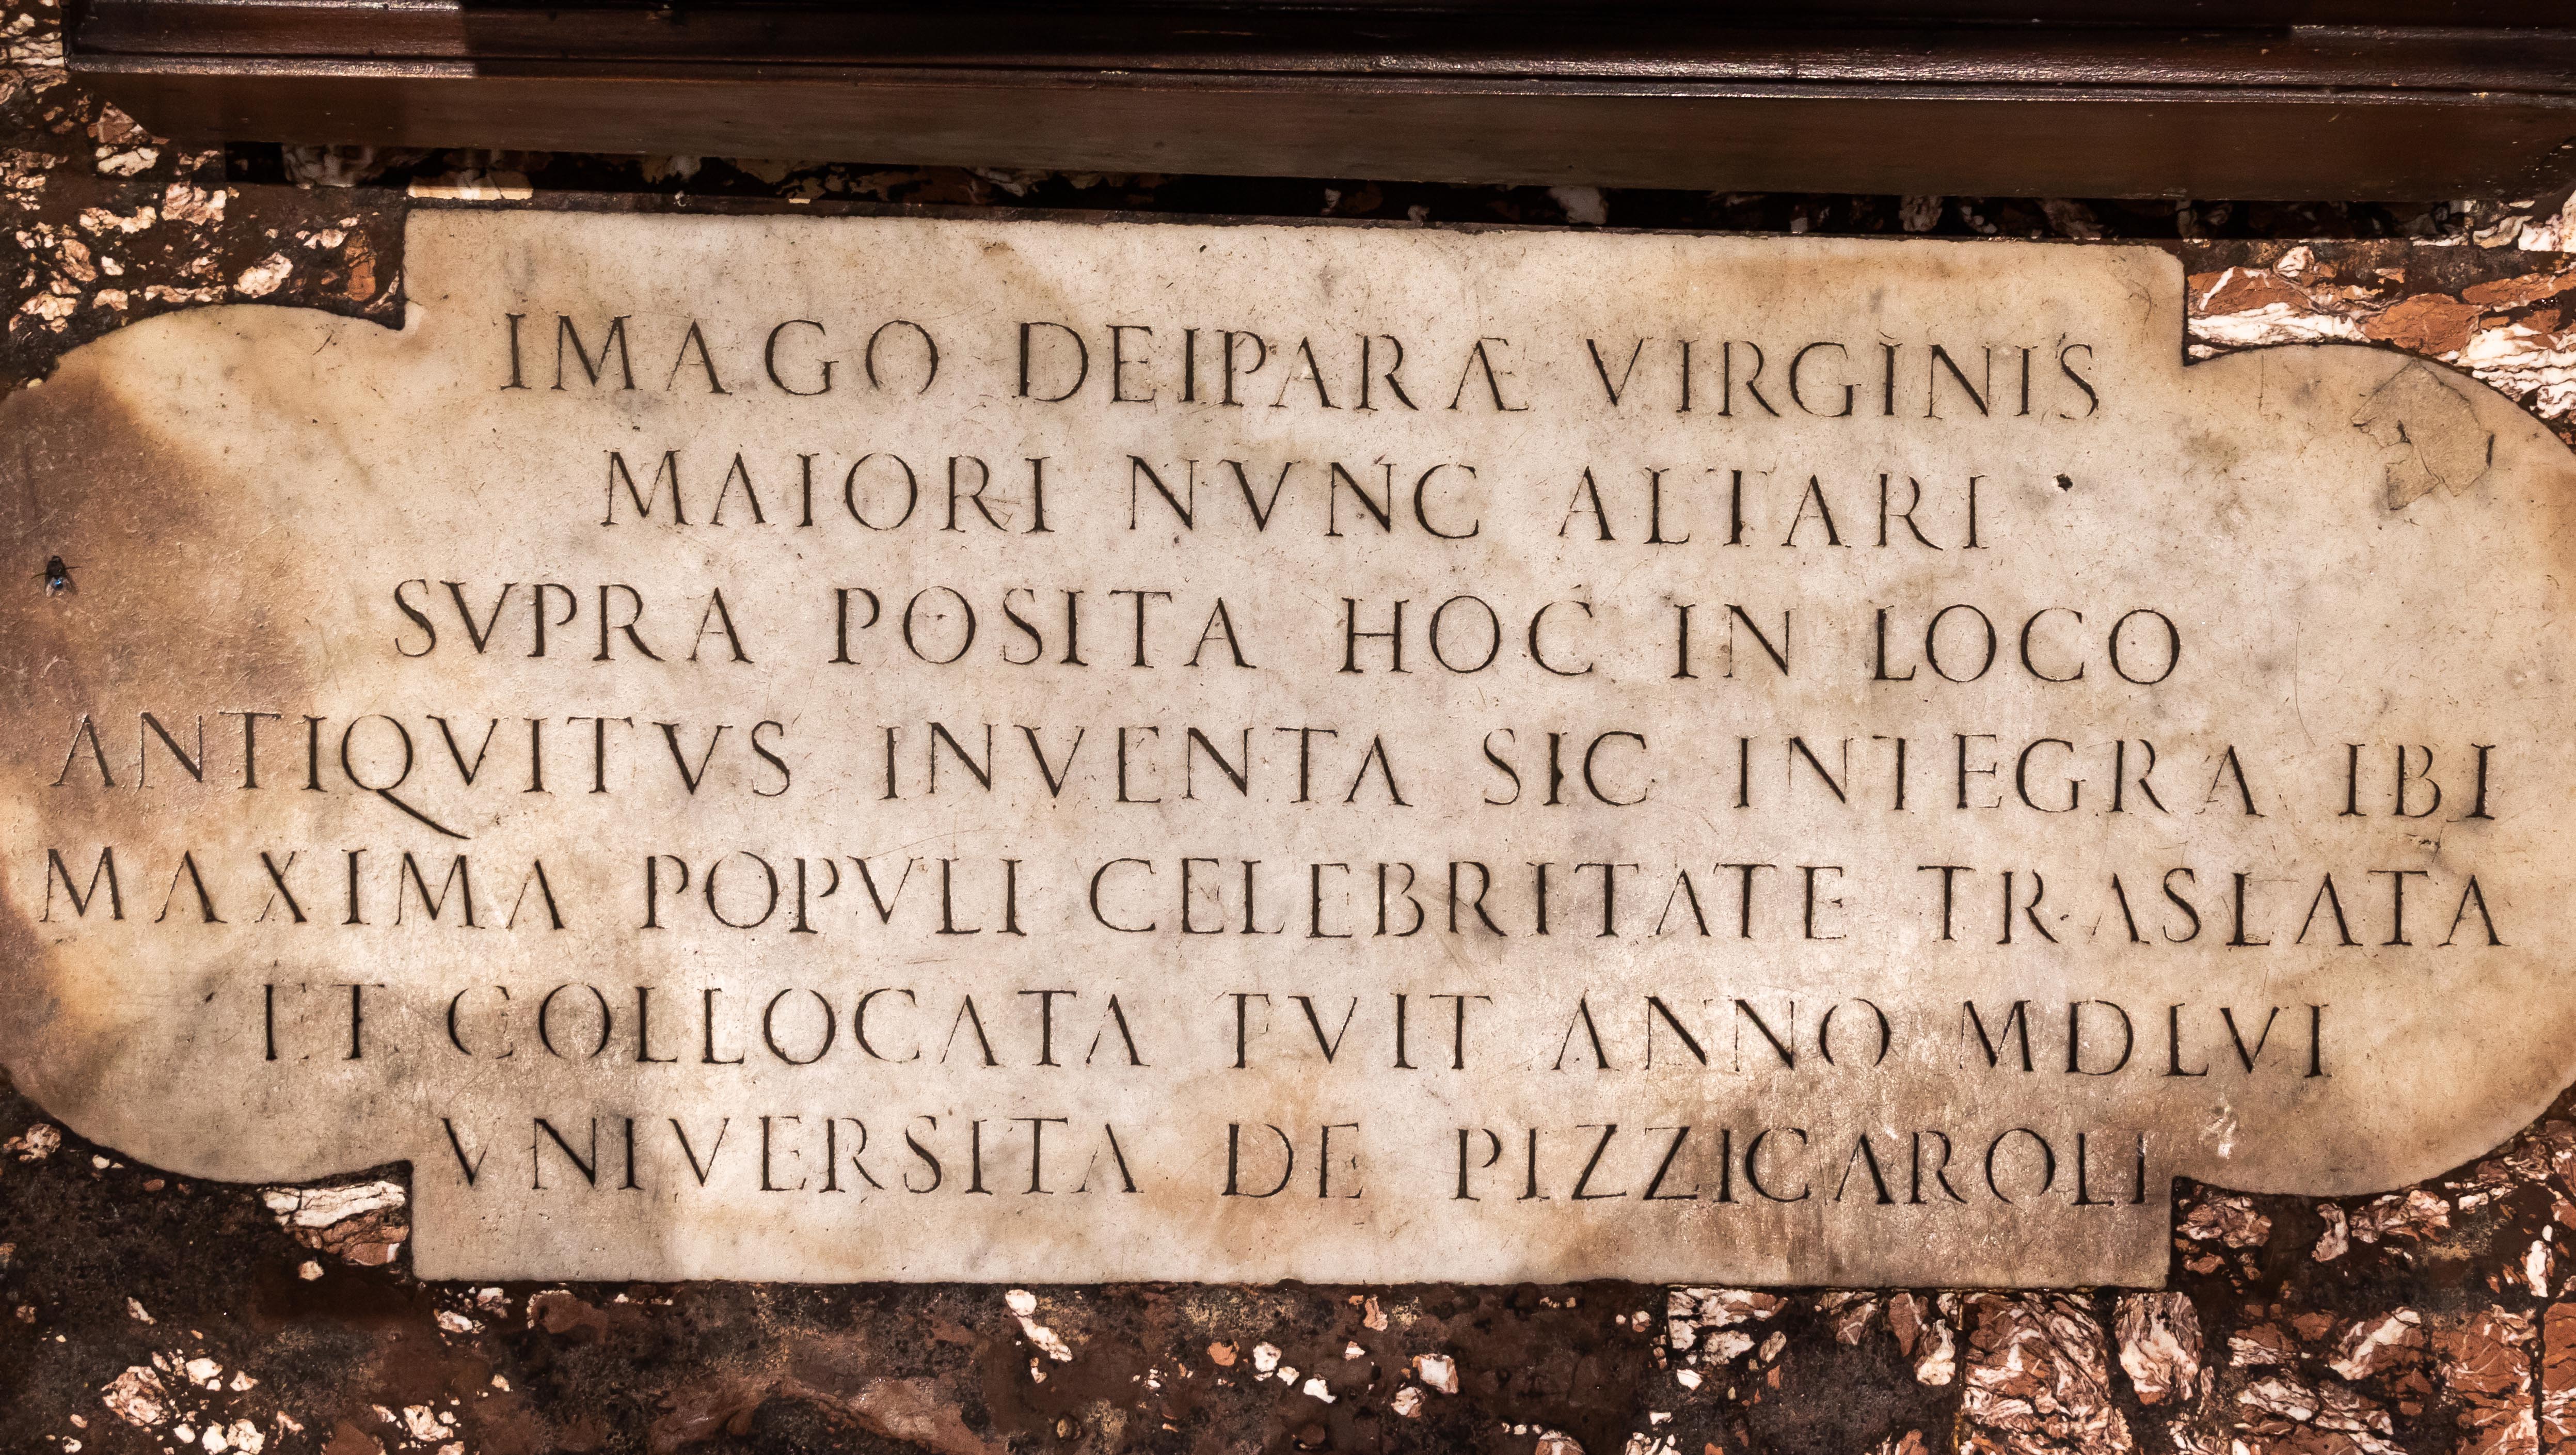 IMAGO DEIPARÆ VIRGINIS
MAIORI NVNC ALTARI
SVPRA POSITA HOC IN LOCO
ANTIQVITVS INVENTA SIC INTEGRA IBI
MAXIMA POPVLI CELEBRITATE TRASLATA
ET COLLOCATA FVIT ANNO MDLVI
VNIVERSITA DE PIZZICAROLI